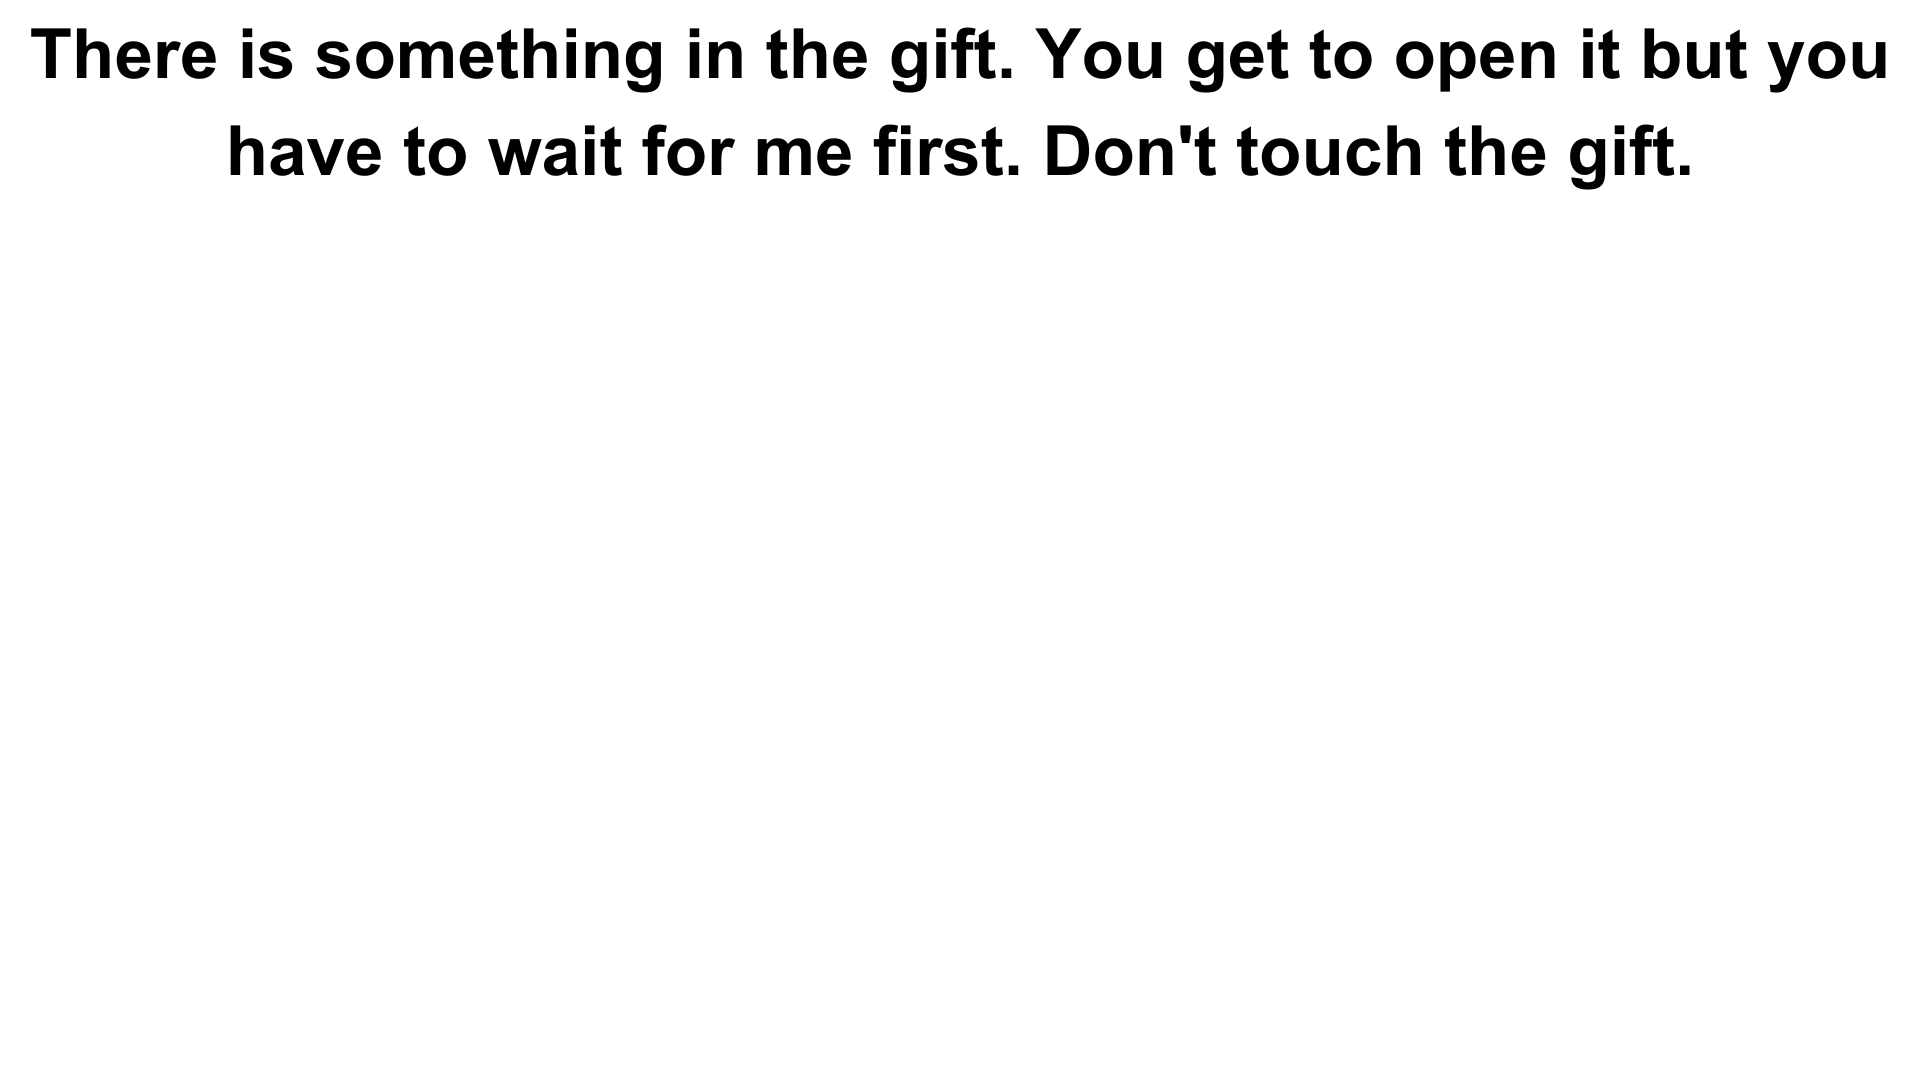 There is something in the gift. You get to open it but you
have to wait for me first. Don't touch the gift.